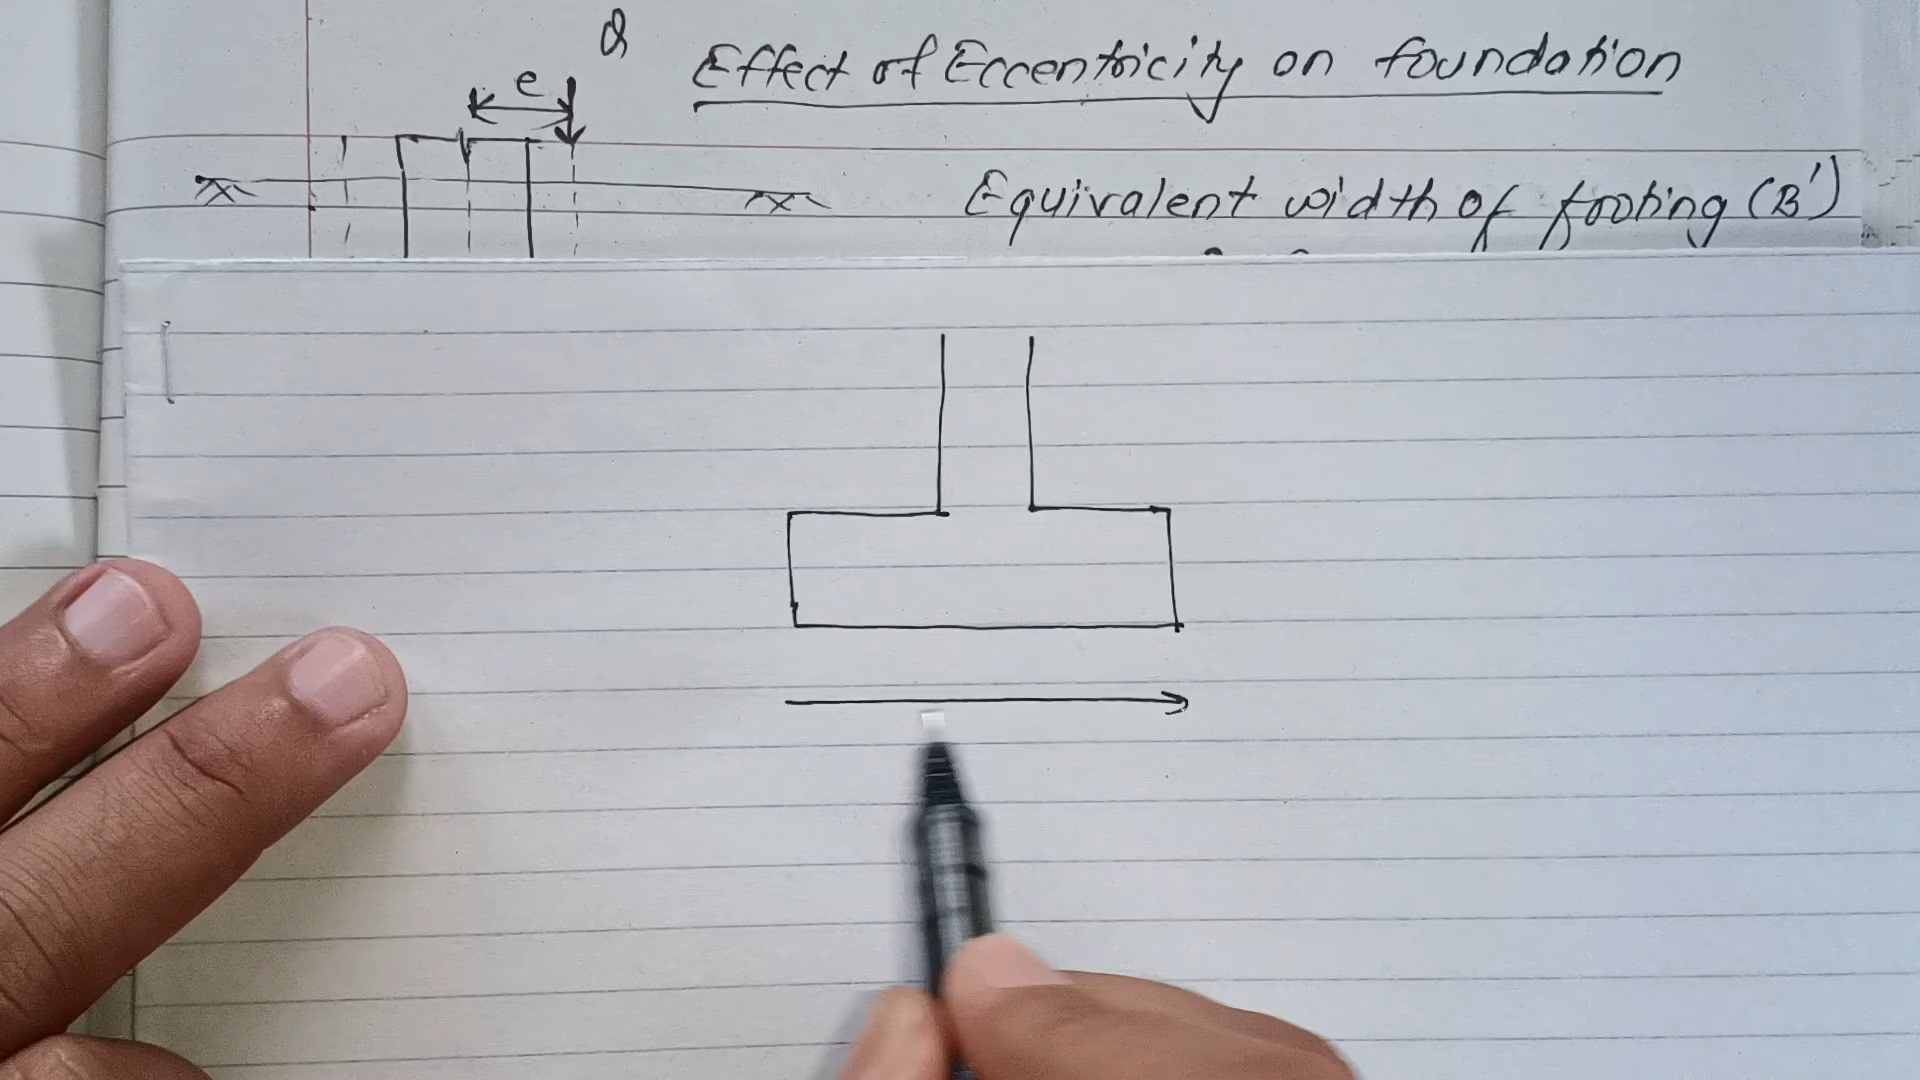 Q
Effect of Eccentricity on foundation
e
Equivalent width of footing (B')